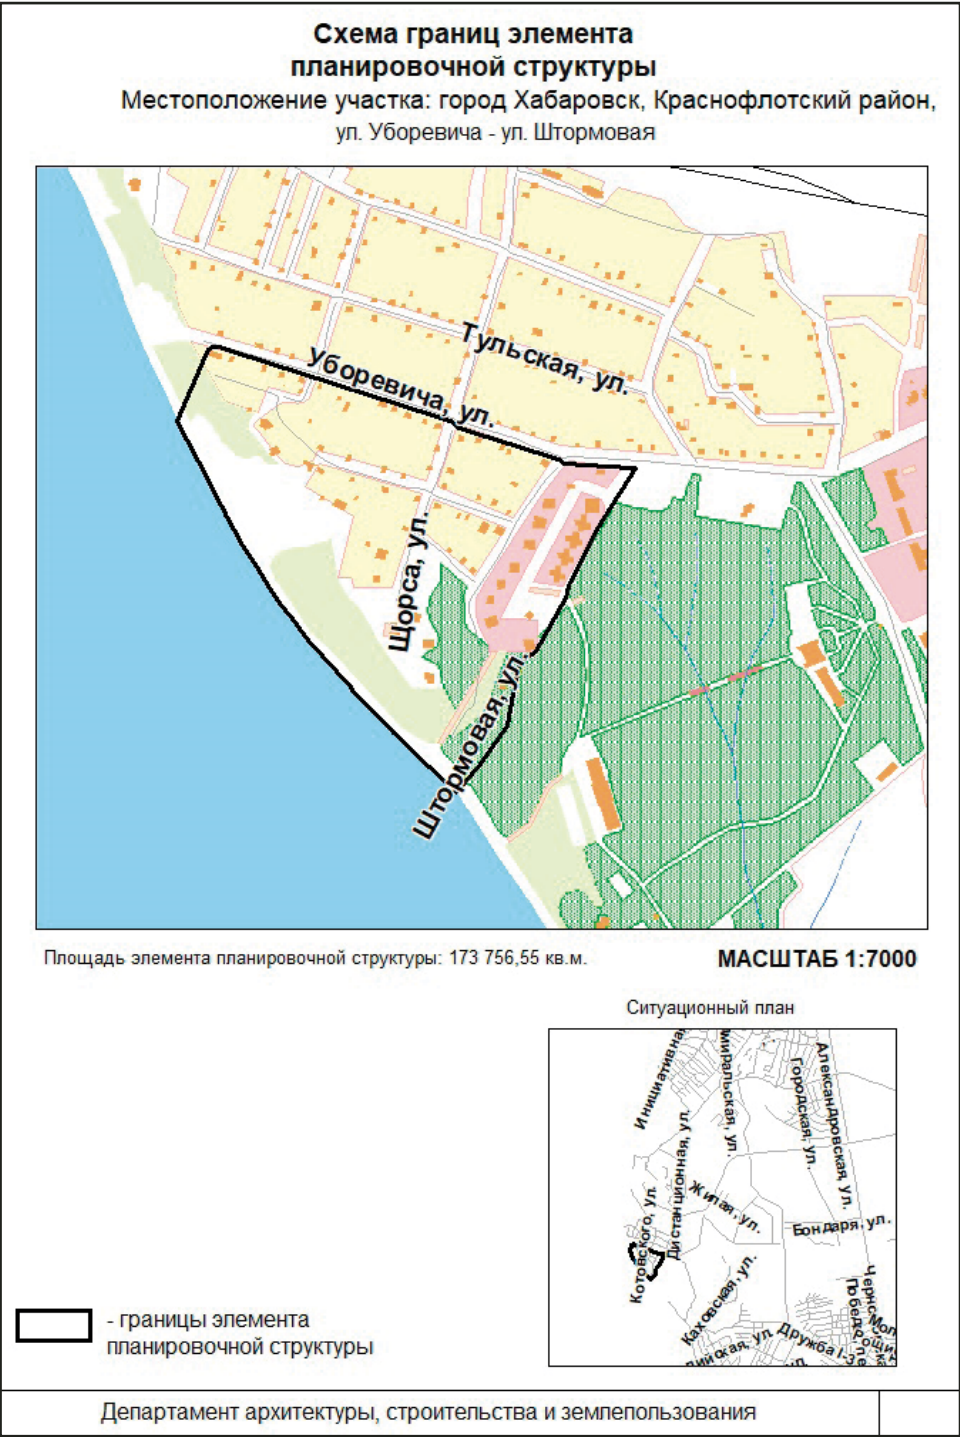 Схема границ элемента
планировочной структуры
Местоположение участка: город Хабаровск, Краснофлотский район,
ул. Уборевича - ул. Штормовая
Тульская, ул.
Уборевича, ул.
Щорса, ул.
Штормовая, ул.
Площадь элемента планировочной структуры: 173 756,55 кв.м.
МАСШТАБ 1:7000
Ситуационный план
Инициативная
миральская, ул.
Городская, ул.
Александровская, ул.
Дистанционная, ул.
Жилая, ул.
Котовского, ул.
Бондаря, ул.
Каховская, ул.
Дружба I-3
- границы элемента
планировочной структуры
Департамент архитектуры, строительства и землепользования